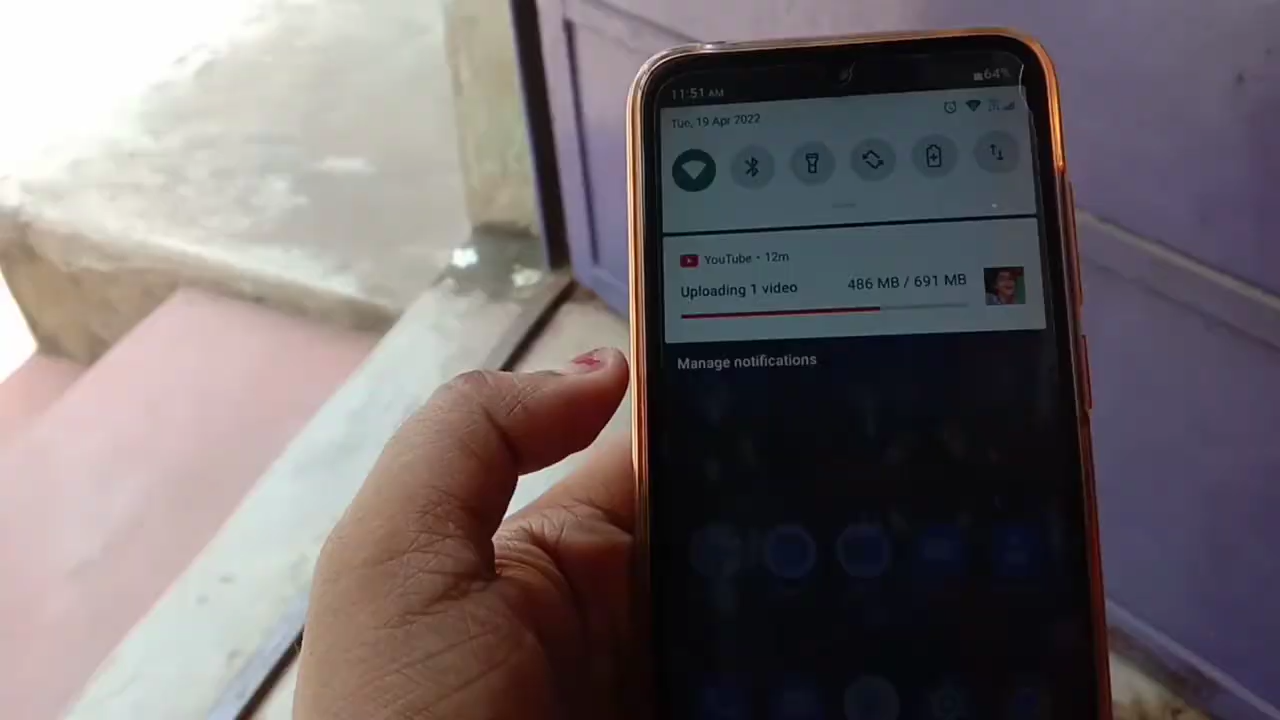 11:51 AM
64%
Tue, 19 Apr 2022
YouTube • 12m
Uploading 1 video
486 MB / 691 MB
Manage notifications